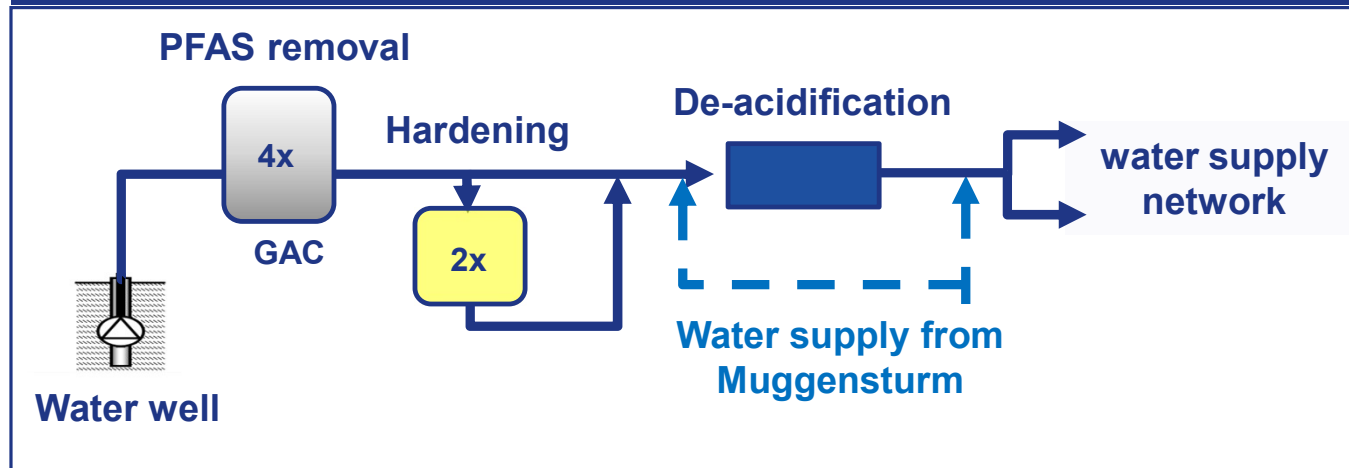 PFAS removal
4x
GAC
Hardening
2x
De-acidification
water supply
network
Water supply from
Muggensturm
Water well